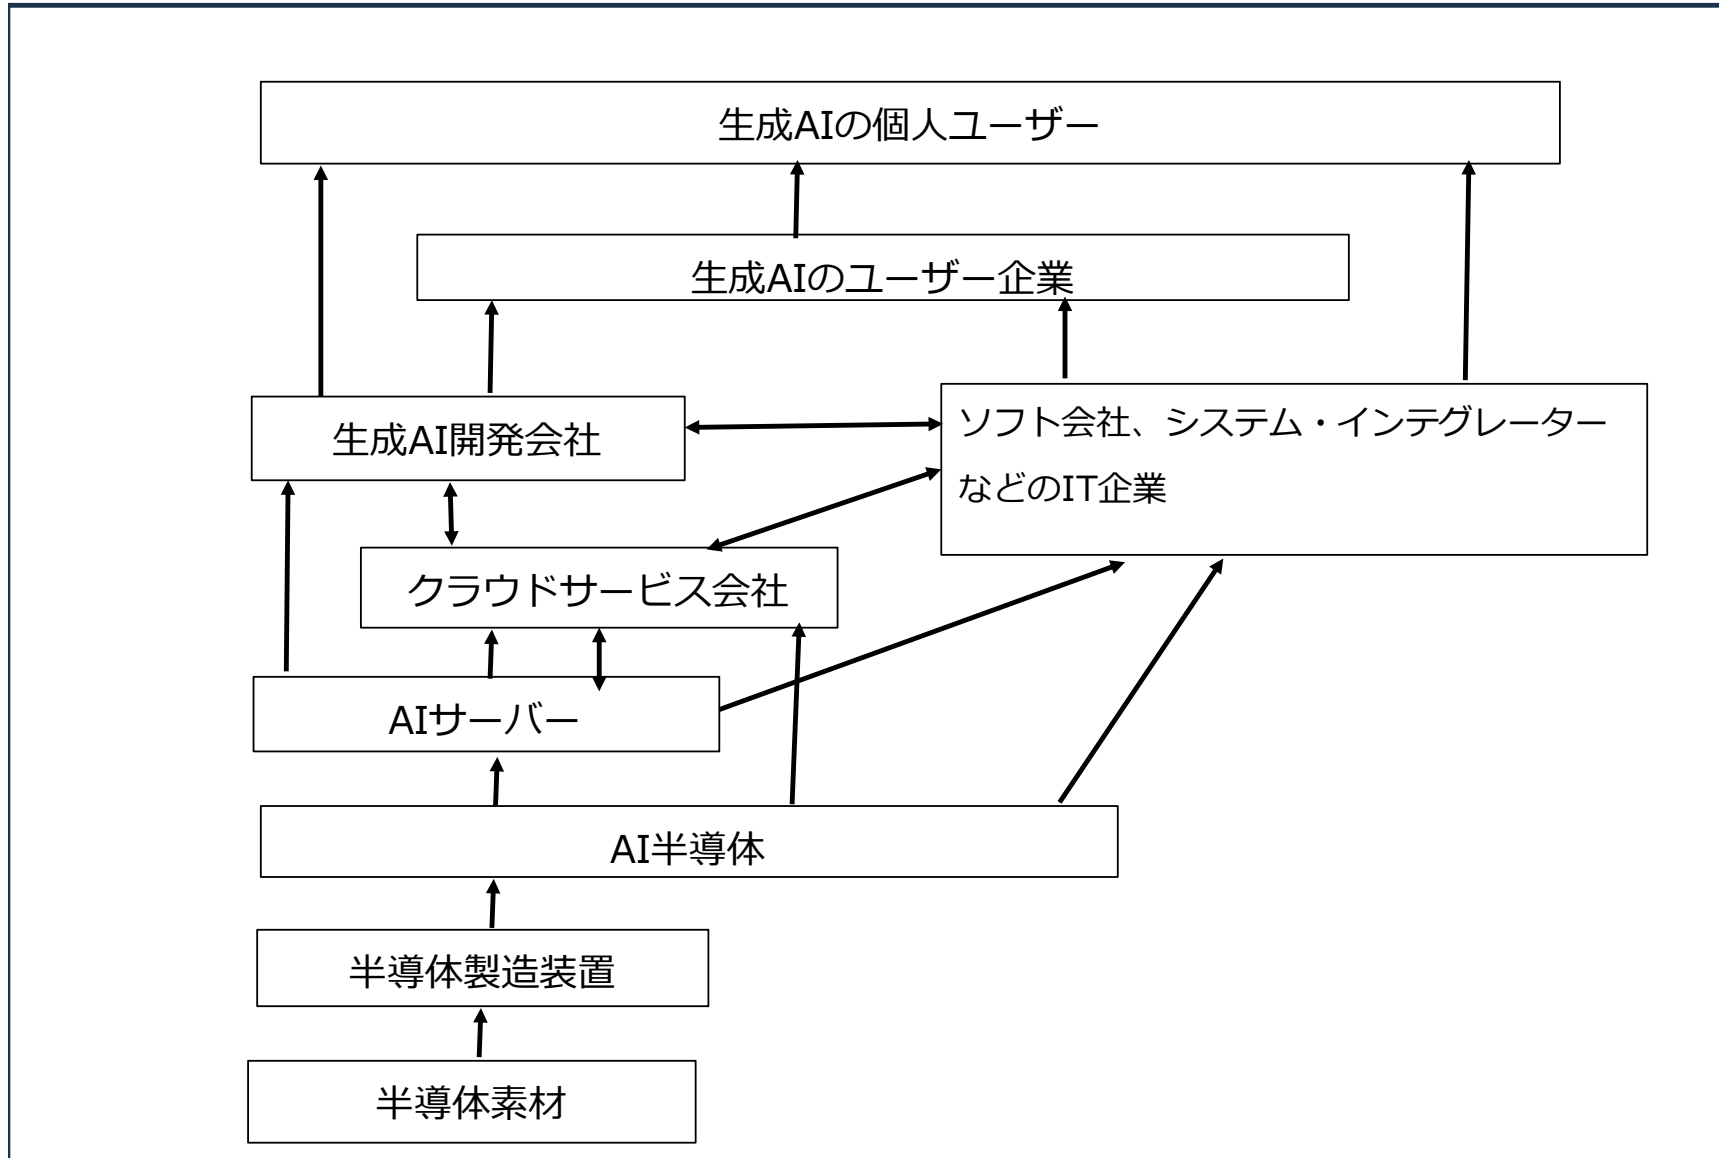 生成AIの個人ユーザー
生成AIのユーザー企業
生成AI開発会社
ソフト会社、システム・インテグレーター
などのIT企業
クラウドサービス会社
AIサーバー
AI半導体
半導体製造装置
半導体素材